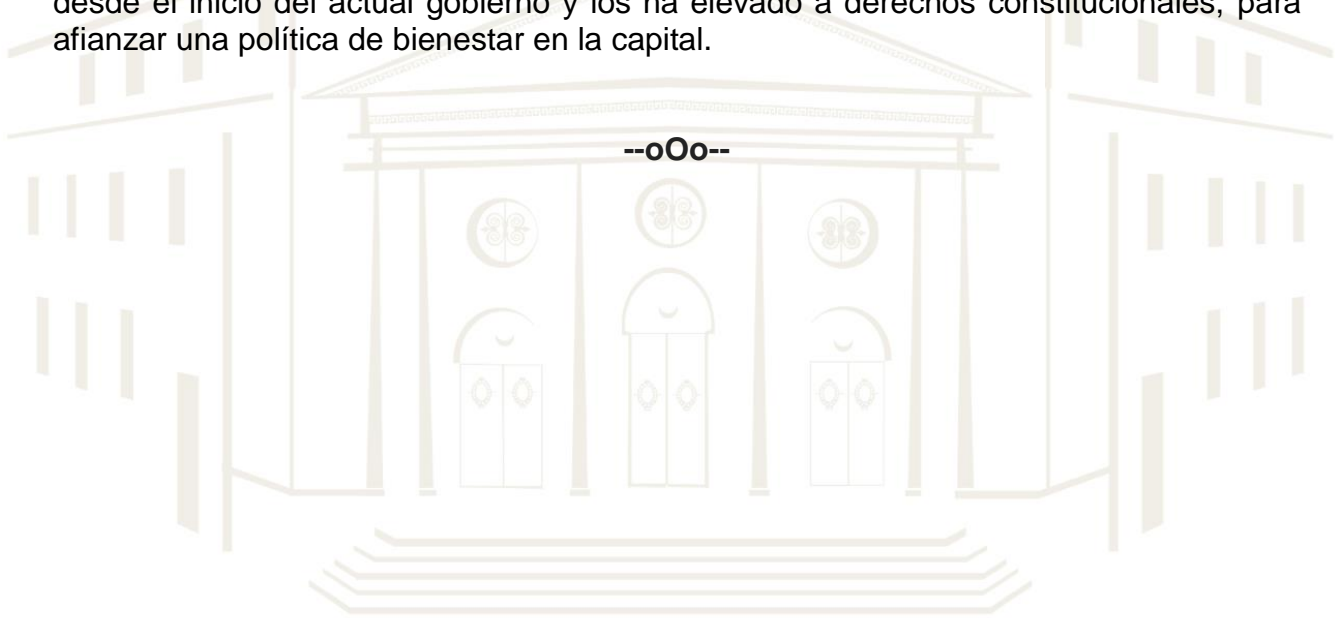 desde el inicio del actual gobierno y los ha elevado a derechos constitucionales, para
afianzar una política de bienestar en la capital.
--oOo--